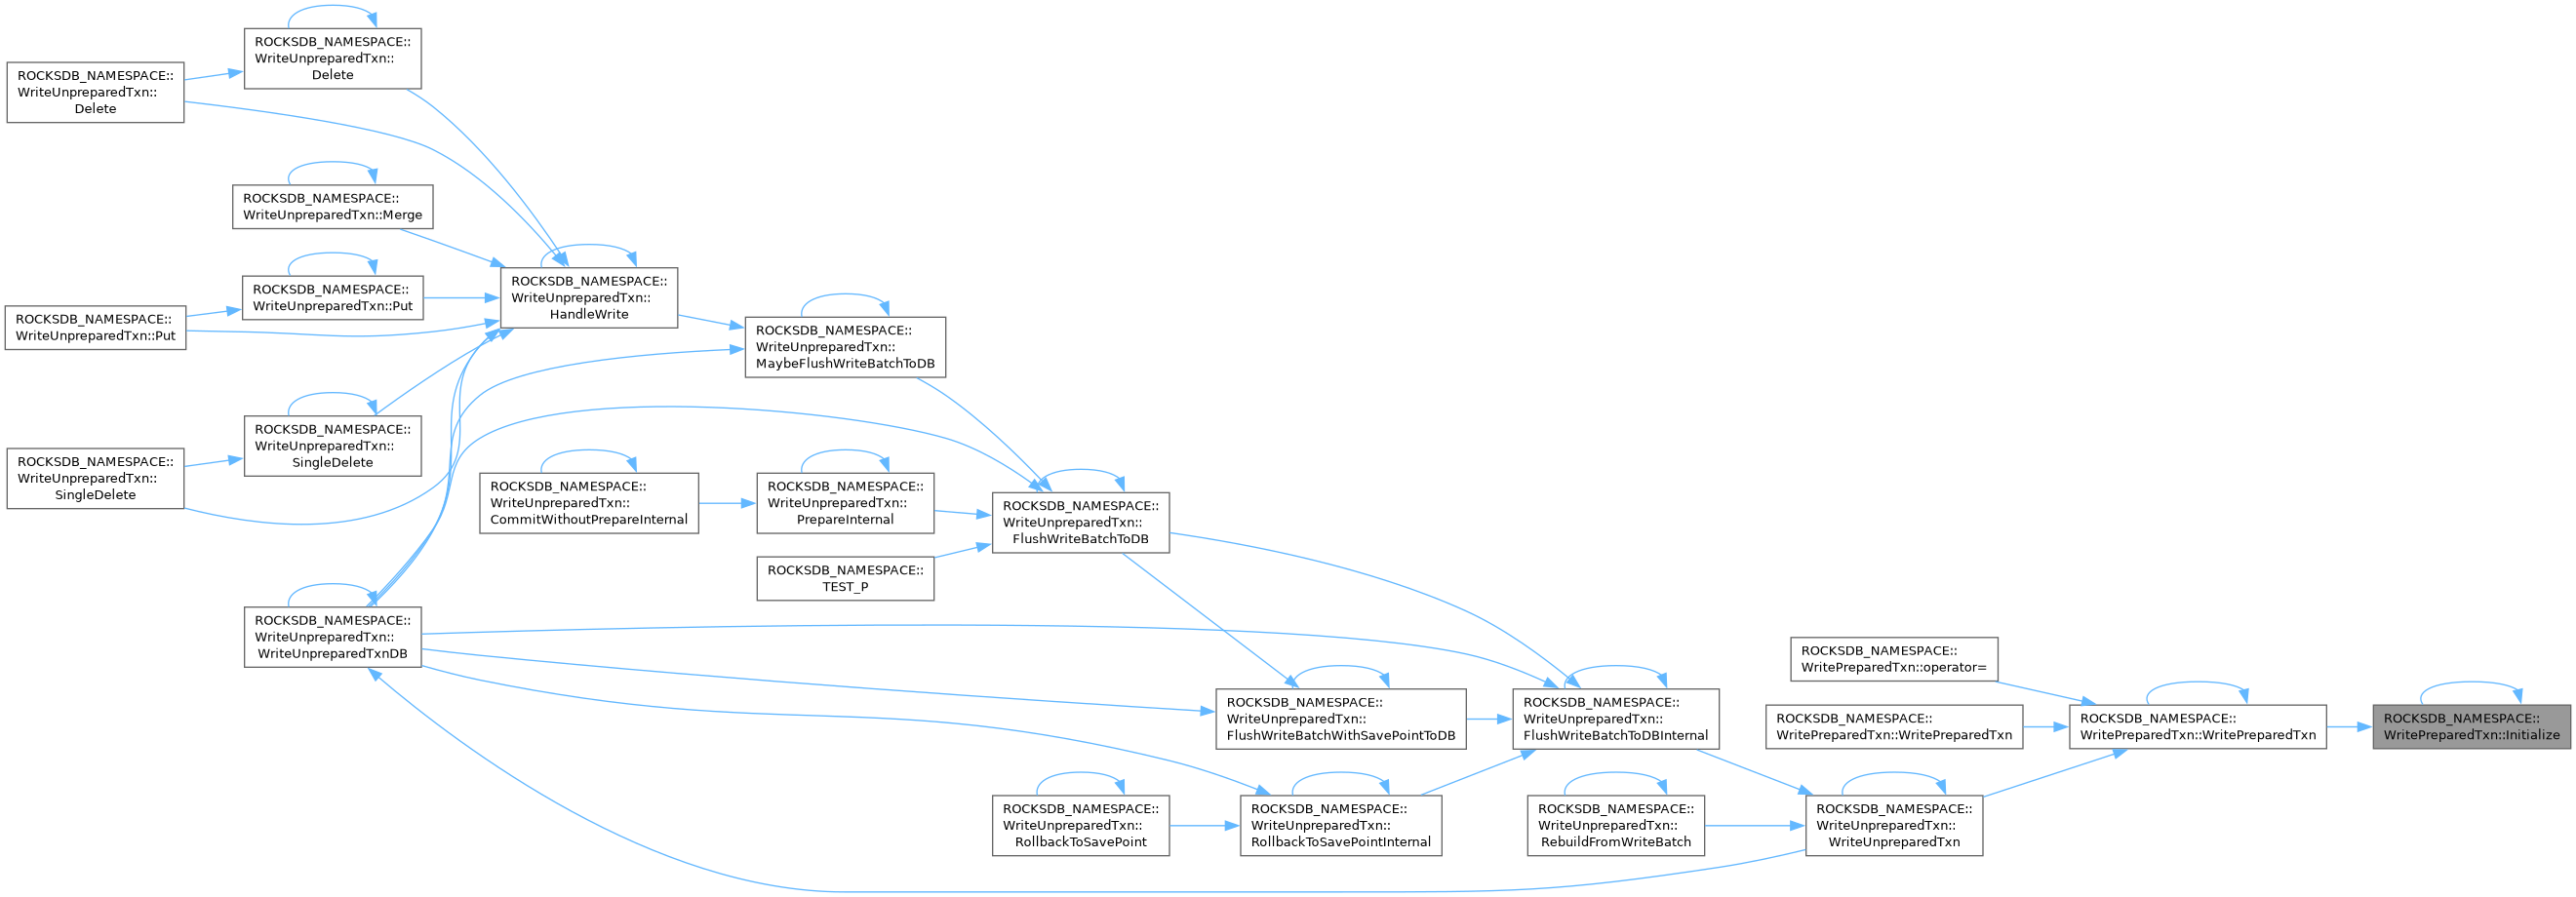 ROCKSDB_NAMESPACE::
WriteUnpreparedTxn::
Delete
ROCKSDB_NAMESPACE::
WriteUnpreparedTxn::
Delete
ROCKSDB_NAMESPACE::
WriteUnpreparedTxn::Merge
ROCKSDB_NAMESPACE::
WriteUnpreparedTxn::Put
ROCKSDB_NAMESPACE::
WriteUnpreparedTxn::Put
ROCKSDB_NAMESPACE::
WriteUnpreparedTxn::
HandleWrite
ROCKSDB_NAMESPACE::
WriteUnpreparedTxn::
MaybeFlushWriteBatchToDB
ROCKSDB_NAMESPACE::
WriteUnpreparedTxn::
SingleDelete
ROCKSDB_NAMESPACE::
WriteUnpreparedTxn::
SingleDelete
ROCKSDB_NAMESPACE::
WriteUnpreparedTxn::
CommitWithoutPrepareInternal
ROCKSDB_NAMESPACE::
WriteUnpreparedTxn::
PrepareInternal
ROCKSDB_NAMESPACE::
WriteUnpreparedTxn::
FlushWriteBatchToDB
ROCKSDB_NAMESPACE::
TEST_P
ROCKSDB_NAMESPACE::
WriteUnpreparedTxn::
WriteUnpreparedTxnDB
ROCKSDB_NAMESPACE::
WriteUnpreparedTxn::
FlushWriteBatchWithSavePointToDB
ROCKSDB_NAMESPACE::
WriteUnpreparedTxn::
FlushWriteBatchToDBInternal
ROCKSDB_NAMESPACE::
WritePreparedTxn::operator=
ROCKSDB_NAMESPACE::
WritePreparedTxn::WritePreparedTxn
ROCKSDB_NAMESPACE::
WritePreparedTxn::WritePreparedTxn
ROCKSDB_NAMESPACE::
WritePreparedTxn::Initialize
ROCKSDB_NAMESPACE::
WriteUnpreparedTxn::
RollbackToSavePoint
ROCKSDB_NAMESPACE::
WriteUnpreparedTxn::
RollbackToSavePointInternal
ROCKSDB_NAMESPACE::
WriteUnpreparedTxn::
RebuildFromWriteBatch
ROCKSDB_NAMESPACE::
WriteUnpreparedTxn::
WriteUnpreparedTxn